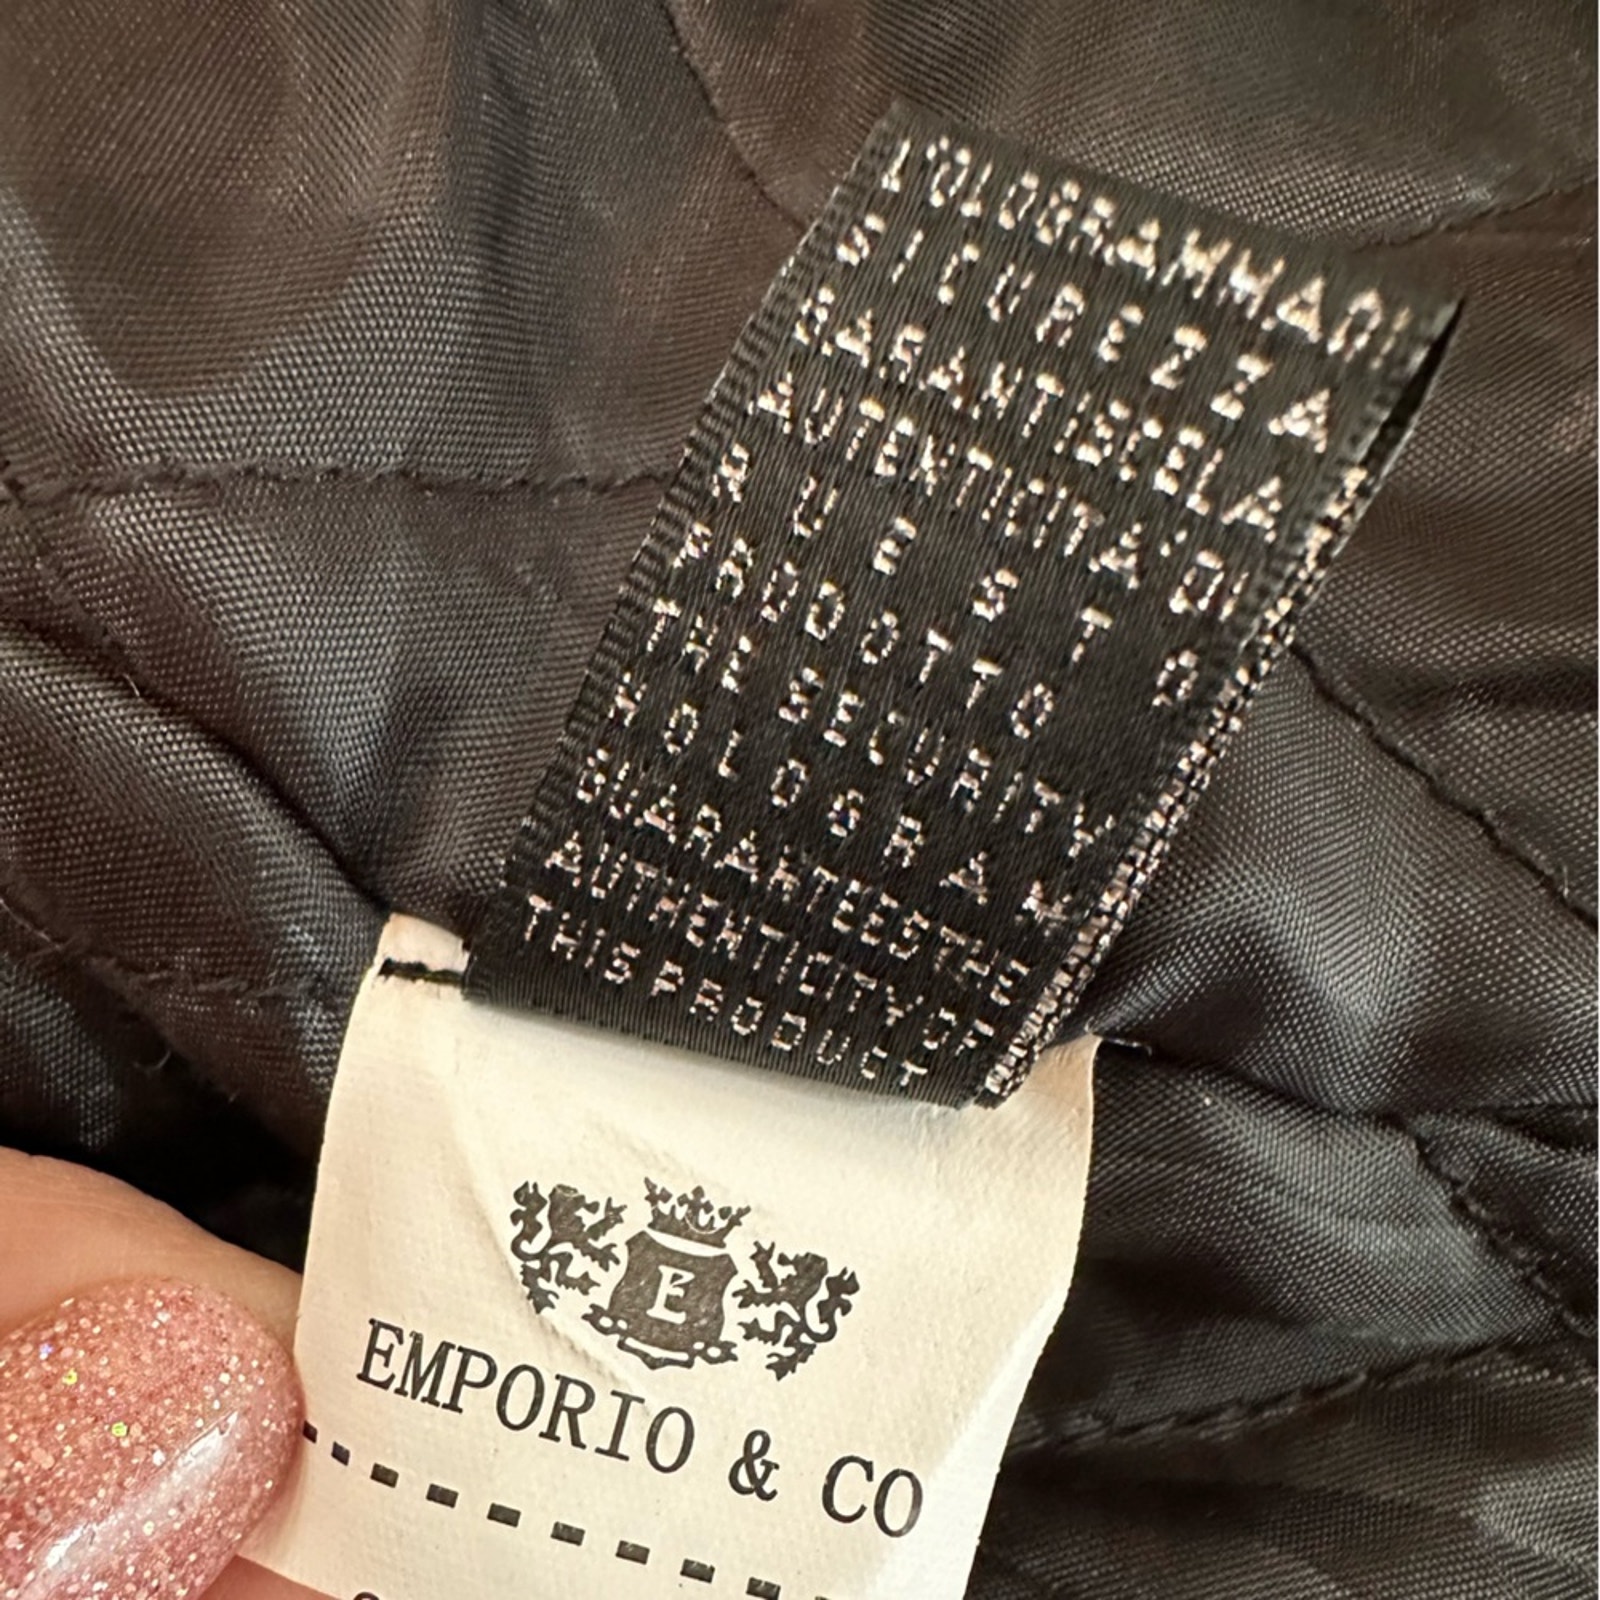 L'OLOGRAMMA DI
SICUREZZA
GARANTISCE LA
AUTENTICITA' DI
QUESTO
PRODOTTO
THE SECURITY
HOLOGRAM
GUARANTEES THE
AUTHENTICITY OF
THIS PRODUCT
E
EMPORIO & CO